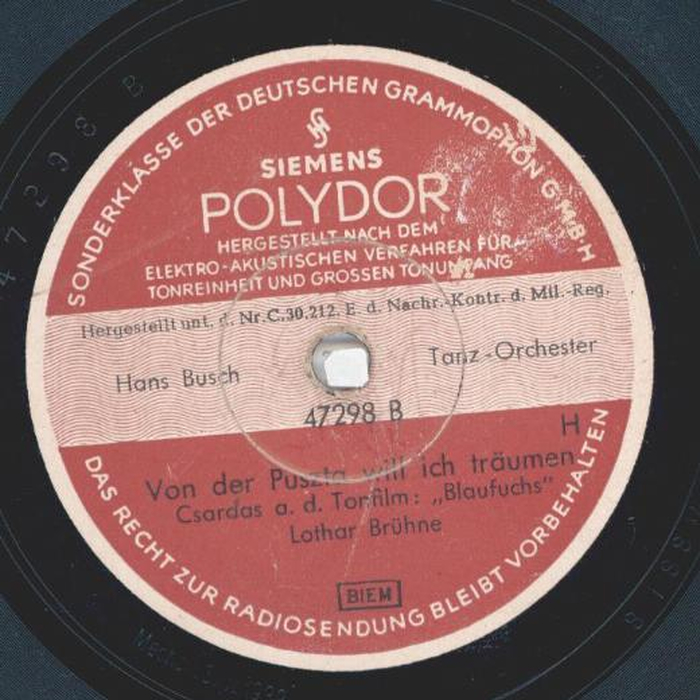 SONDERKLASSE DER DEUTSCHEN GRAMMOPHON G·M·B·H
SIEMENS
POLYDOR
HERGESTELLT NACH DEM
ELEKTRO-AKUSTISCHEN VERFAHREN FÜR
TONREINHEIT UND GROSSEN TONUMFANG
Hergestellt unt. d. Nr. C.30.212. E. d. Nachr.-Kontr. d. Mil.-Reg.
Hans Busch
Tanz-Orchester
47298 B
H
Von der Puszta will ich träumen
Csardas a. d. Tonfilm: „Blaufuchs"
Lothar Brühne
BIEM
DAS RECHT ZUR RADIOSENDUNG BLEIBT VORBEHALTEN
47298 B